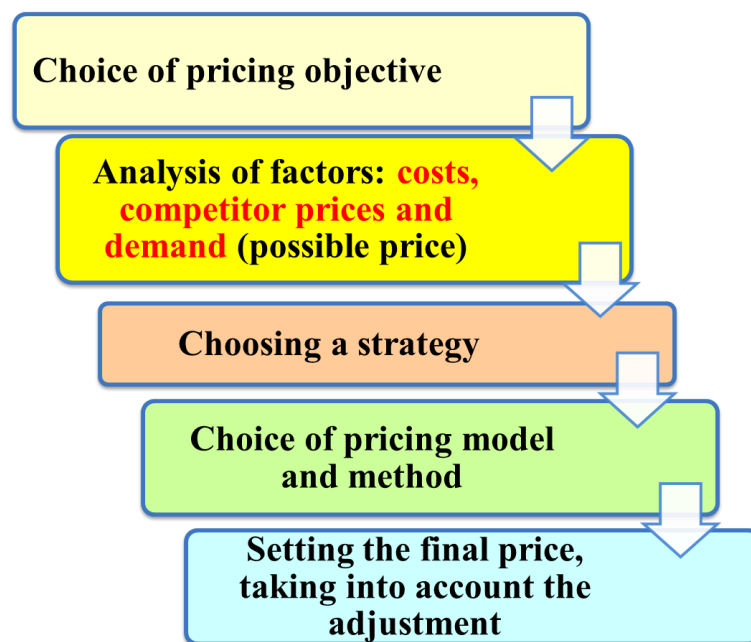 Choice of pricing objective
Analysis of factors: costs,
competitor prices and
demand (possible price)
Choosing a strategy
Choice of pricing model
and method
Setting the final price,
taking into account the
adjustment